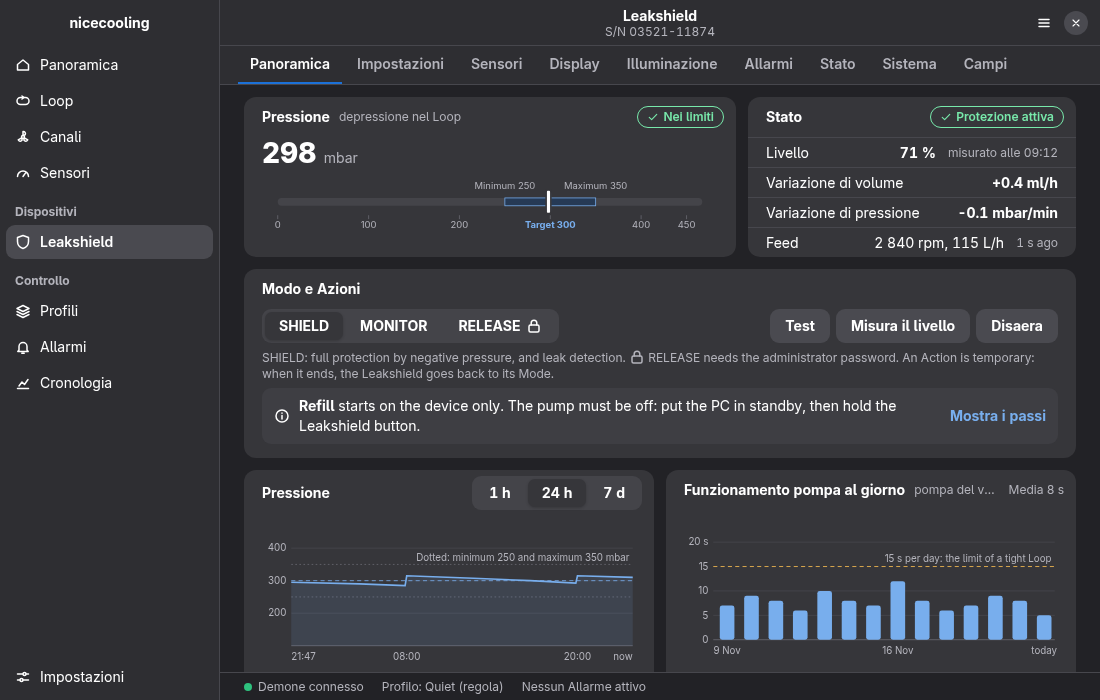 nicecooling
Panoramica
Loop
Canali
Sensori
Dispositivi
Leakshield
Controllo
Profili
Allarmi
Cronologia
Impostazioni
Leakshield
S/N 03521-11874
Panoramica Impostazioni Sensori Display Illuminazione Allarmi Stato Sistema Campi
Pressione depressione nel Loop
Nei limiti
298 mbar
Minimum 250 Maximum 350
0 100 200 Target 300 400 450
Stato
Protezione attiva
Livello 71 % misurato alle 09:12
Variazione di volume +0.4 ml/h
Variazione di pressione -0.1 mbar/min
Feed 2 840 rpm, 115 L/h 1 s ago
Modo e Azioni
SHIELD MONITOR RELEASE
Test Misura il livello Disaera
SHIELD: full protection by negative pressure, and leak detection. RELEASE needs the administrator password. An Action is temporary:
when it ends, the Leakshield goes back to its Mode.
Refill starts on the device only. The pump must be off: put the PC in standby, then hold the
Leakshield button.
Mostra i passi
Pressione
1 h 24 h 7 d
Dotted: minimum 250 and maximum 350 mbar
400
300
200
21:47 08:00 20:00 now
Funzionamento pompa al giorno pompa del v... Media 8 s
20 s
15 s per day: the limit of a tight Loop
15
10
5
0
9 Nov 16 Nov today
Demone connesso Profilo: Quiet (regola) Nessun Allarme attivo